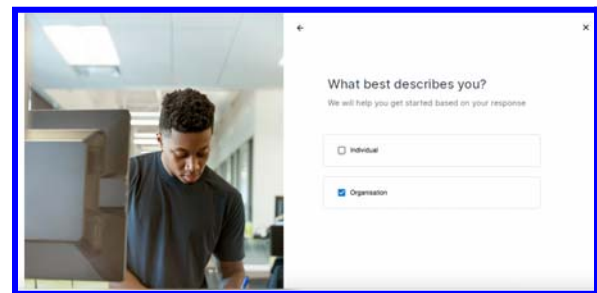 What best describes you?
We will help you get started based on your response
Individual
Organisation